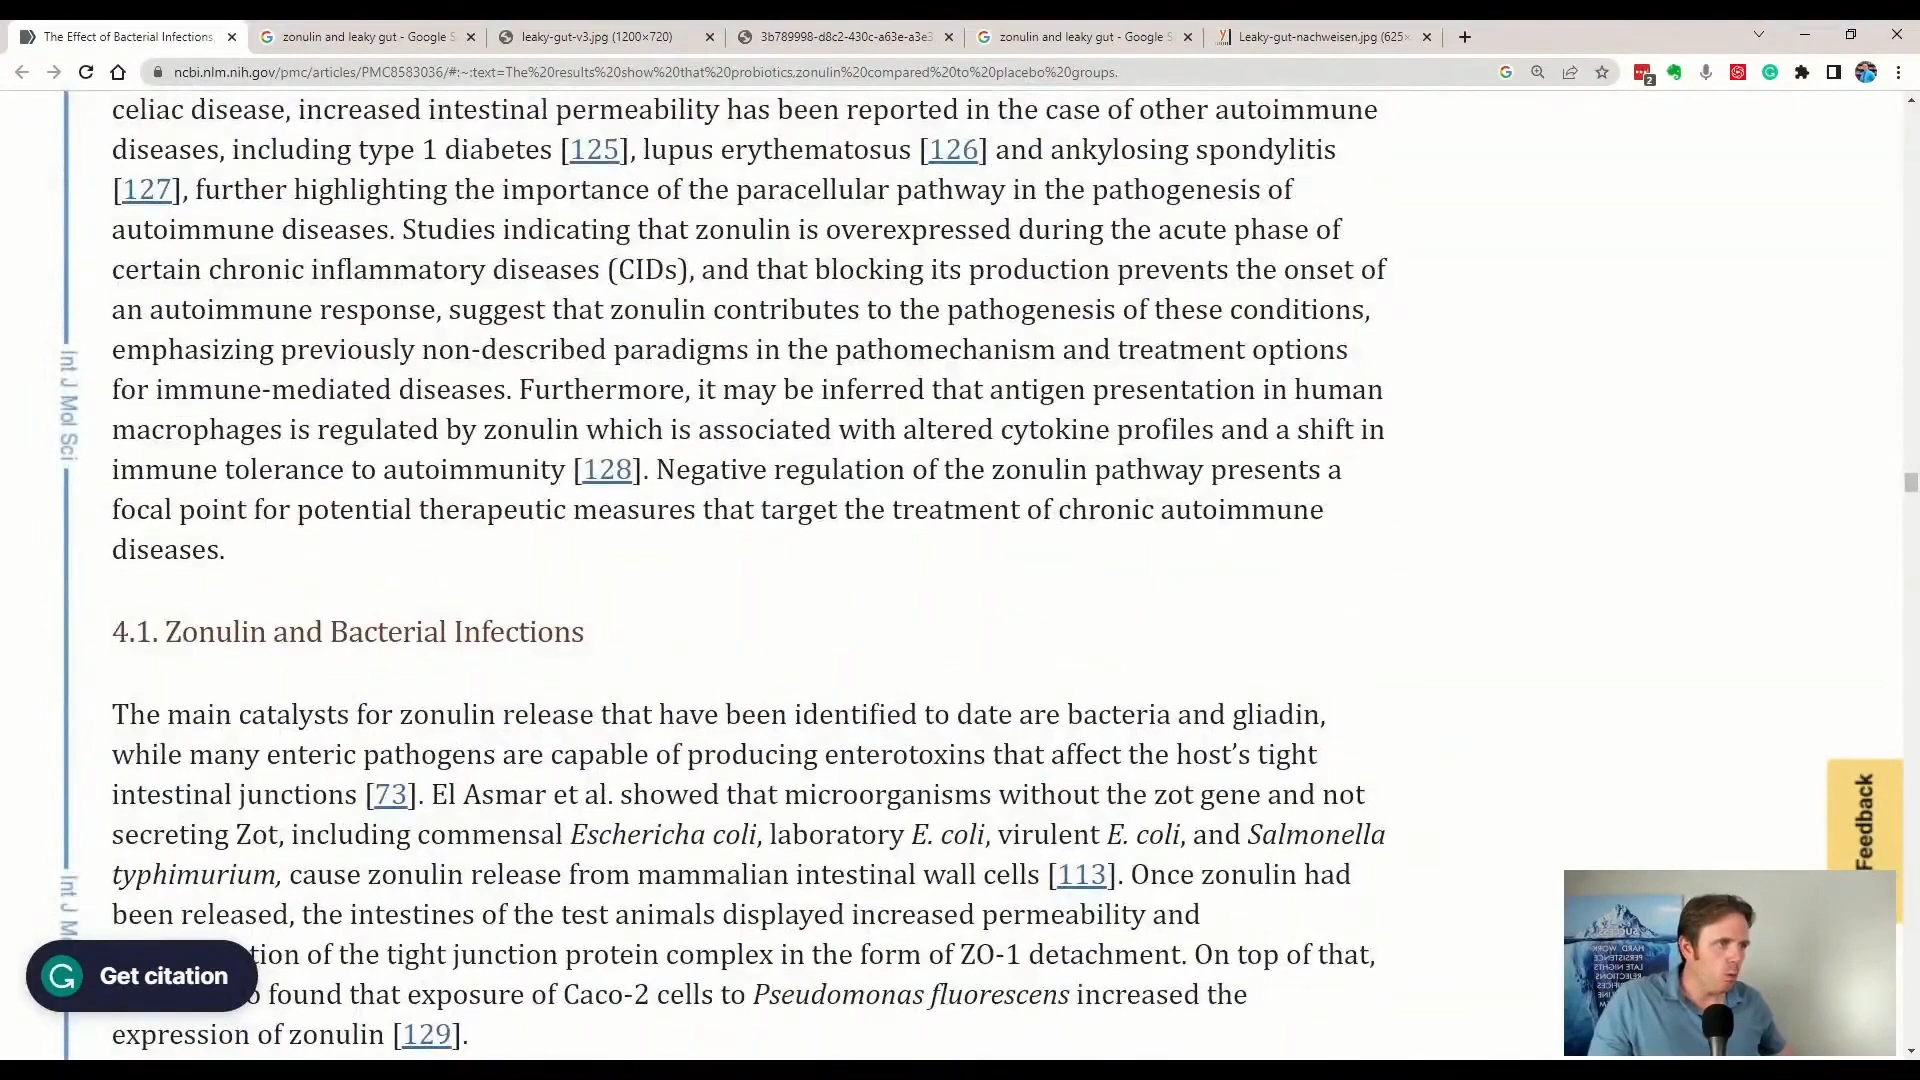 The Effect of Bacterial Infections
zonulin and leaky gut - Google S
leaky-gut-v3.jpg (1200×720)
3b789998-d8c2-430c-a63e-a3e3
zonulin and leaky gut - Google S
Leaky-gut-nachweisen.jpg (625×
ncbi.nlm.nih.gov/pmc/articles/PMC8583036/#:~:text=The%20results%20show%20that%20probiotics,zonulin%20compared%20to%20placebo%20groups.
2
celiac disease, increased intestinal permeability has been reported in the case of other autoimmune
diseases, including type 1 diabetes [125], lupus erythematosus [126] and ankylosing spondylitis
[127], further highlighting the importance of the paracellular pathway in the pathogenesis of
autoimmune diseases. Studies indicating that zonulin is overexpressed during the acute phase of
certain chronic inflammatory diseases (CIDs), and that blocking its production prevents the onset of
an autoimmune response, suggest that zonulin contributes to the pathogenesis of these conditions,
emphasizing previously non-described paradigms in the pathomechanism and treatment options
for immune-mediated diseases. Furthermore, it may be inferred that antigen presentation in human
macrophages is regulated by zonulin which is associated with altered cytokine profiles and a shift in
immune tolerance to autoimmunity [128]. Negative regulation of the zonulin pathway presents a
focal point for potential therapeutic measures that target the treatment of chronic autoimmune
diseases.
4.1. Zonulin and Bacterial Infections
The main catalysts for zonulin release that have been identified to date are bacteria and gliadin,
while many enteric pathogens are capable of producing enterotoxins that affect the host’s tight
intestinal junctions [73]. El Asmar et al. showed that microorganisms without the zot gene and not
secreting Zot, including commensal Eschericha coli, laboratory E. coli, virulent E. coli, and Salmonella
typhimurium, cause zonulin release from mammalian intestinal wall cells [113]. Once zonulin had
been released, the intestines of the test animals displayed increased permeability and
tion of the tight junction protein complex in the form of ZO-1 detachment. On top of that,
found that exposure of Caco-2 cells to Pseudomonas fluorescens increased the
expression of zonulin [129].
Int J Mol Sci
Int J M
Get citation
Feedback
SUCCESS
HARD WORK
PERSISTENCE
LATE NIGHTS
REJECTIONS